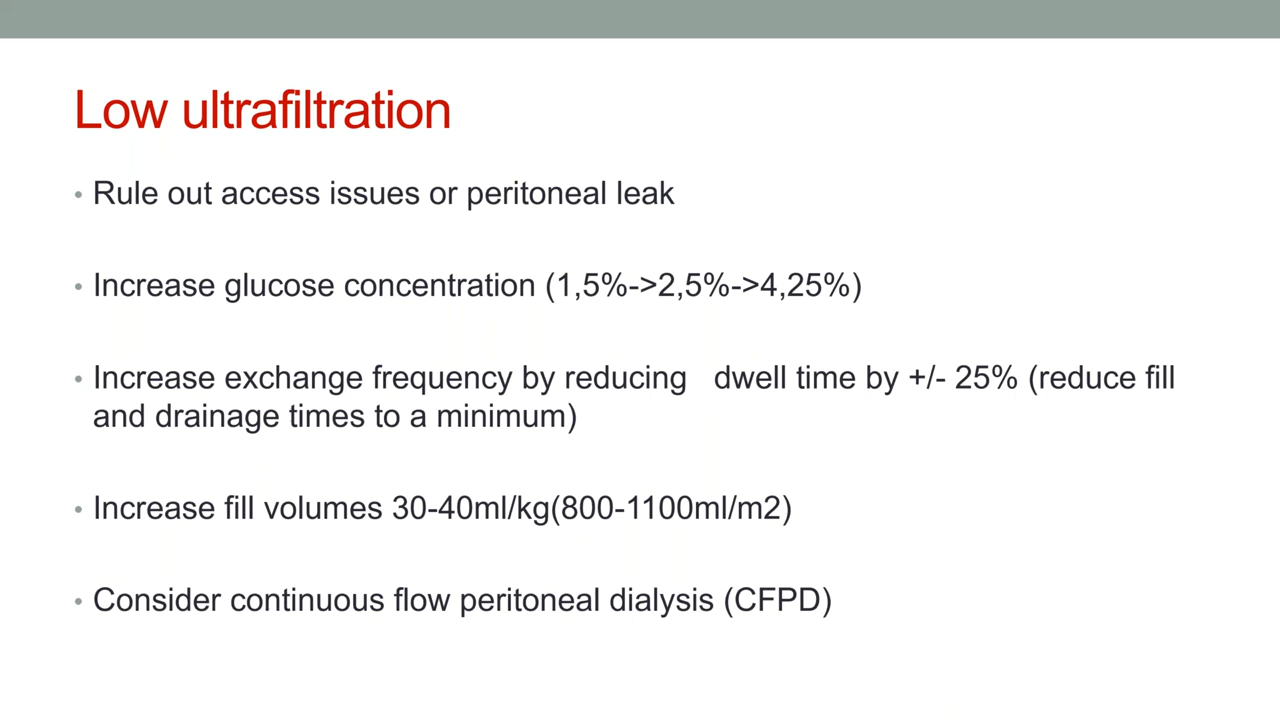 Low ultrafiltration
• Rule out access issues or peritoneal leak
• Increase glucose concentration (1,5%->2,5%->4,25%)
• Increase exchange frequency by reducing   dwell time by +/- 25% (reduce fill
and drainage times to a minimum)
• Increase fill volumes 30-40ml/kg(800-1100ml/m2)
• Consider continuous flow peritoneal dialysis (CFPD)